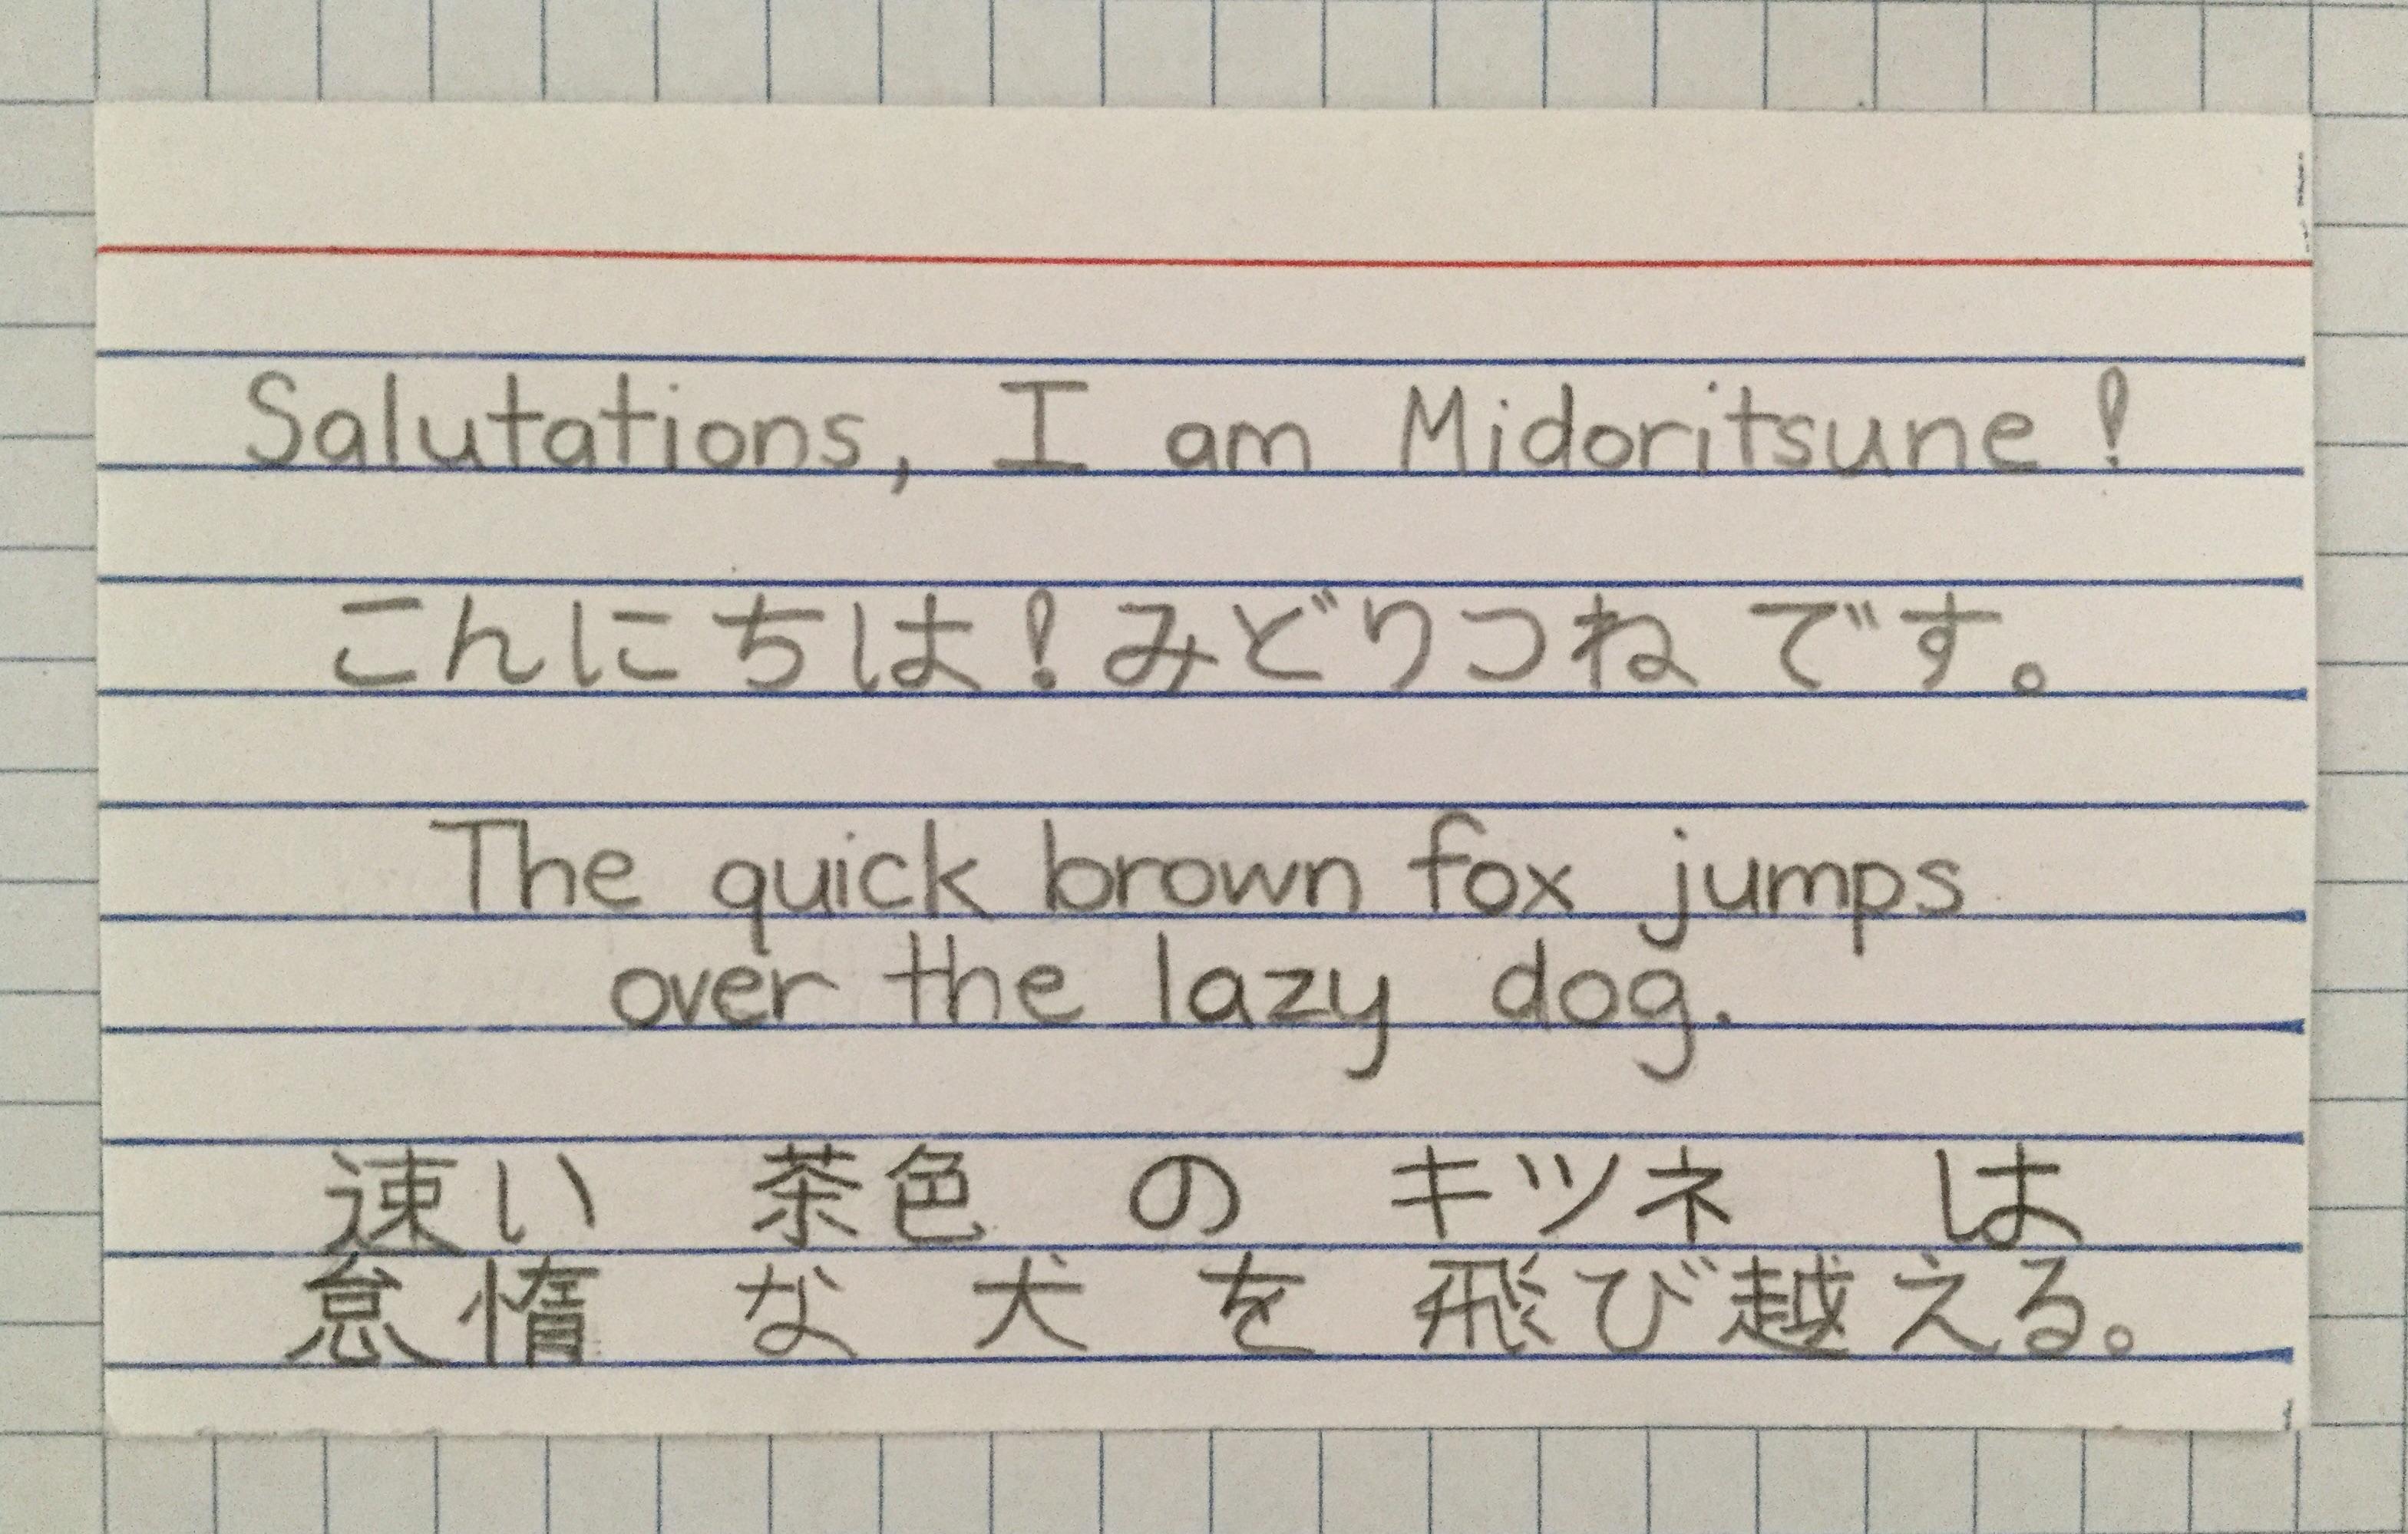 Salutations, I am Midoritsune!
こんにちは！みどりつね です。
The quick brown fox jumps
over the lazy dog.
速い 茶色 の キツネ は
怠惰 な 犬 を 飛び越える。